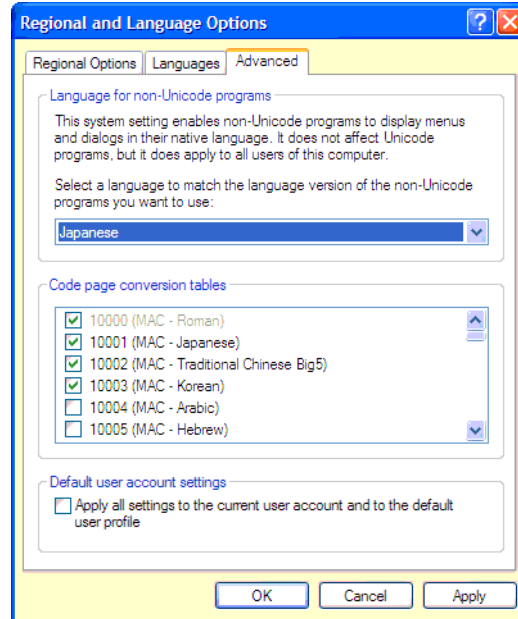 Regional and Language Options
Regional Options
Languages
Advanced
Language for non-Unicode programs
This system setting enables non-Unicode programs to display menus
and dialogs in their native language. It does not affect Unicode
programs, but it does apply to all users of this computer.
Select a language to match the language version of the non-Unicode
programs you want to use:
Japanese
Code page conversion tables
10000 (MAC - Roman)
10001 (MAC - Japanese)
10002 (MAC - Traditional Chinese Big5)
10003 (MAC - Korean)
10004 (MAC - Arabic)
10005 (MAC - Hebrew)
Default user account settings
Apply all settings to the current user account and to the default
user profile
OK
Cancel
Apply